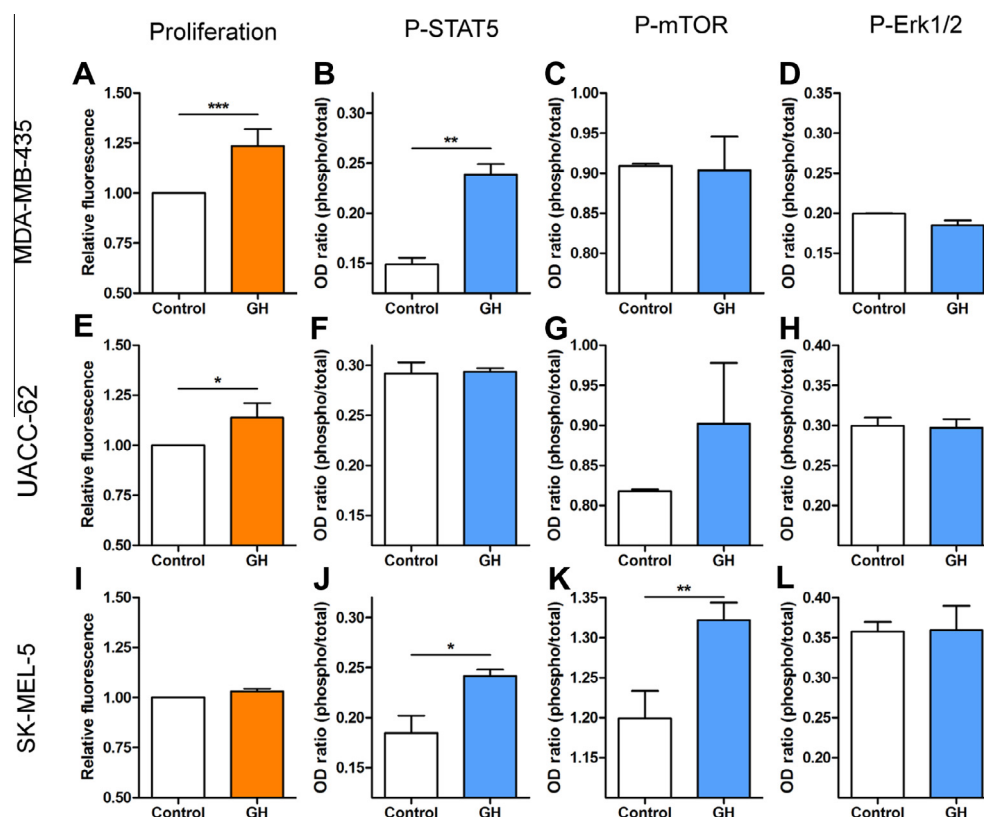 Proliferation P-STAT5 P-mTOR P-Erk1/2
MDA-MB-435
A
Relative fluorescence
1.50
1.25
1.00
0.75
0.50
***
Control GH
B
OD ratio (phospho/total)
0.30
0.25
0.20
0.15
**
Control GH
C
OD ratio (phospho/total)
1.00
0.95
0.90
0.85
0.80
Control GH
D
OD ratio (phospho/total)
0.35
0.30
0.25
0.20
0.15
Control GH
UACC-62
E
Relative fluorescence
1.50
1.25
1.00
0.75
0.50
*
Control GH
F
OD ratio (phospho/total)
0.30
0.25
0.20
0.15
Control GH
G
OD ratio (phospho/total)
1.00
0.95
0.90
0.85
0.80
Control GH
H
OD ratio (phospho/total)
0.40
0.35
0.30
0.25
0.20
Control GH
SK-MEL-5
I
Relative fluorescence
1.50
1.25
1.00
0.75
0.50
Control GH
J
OD ratio (phospho/total)
0.30
0.25
0.20
0.15
*
Control GH
K
OD ratio (phospho/total)
1.35
1.30
1.25
1.20
1.15
**
Control GH
L
OD ratio (phospho/total)
0.40
0.35
0.30
0.25
0.20
Control GH